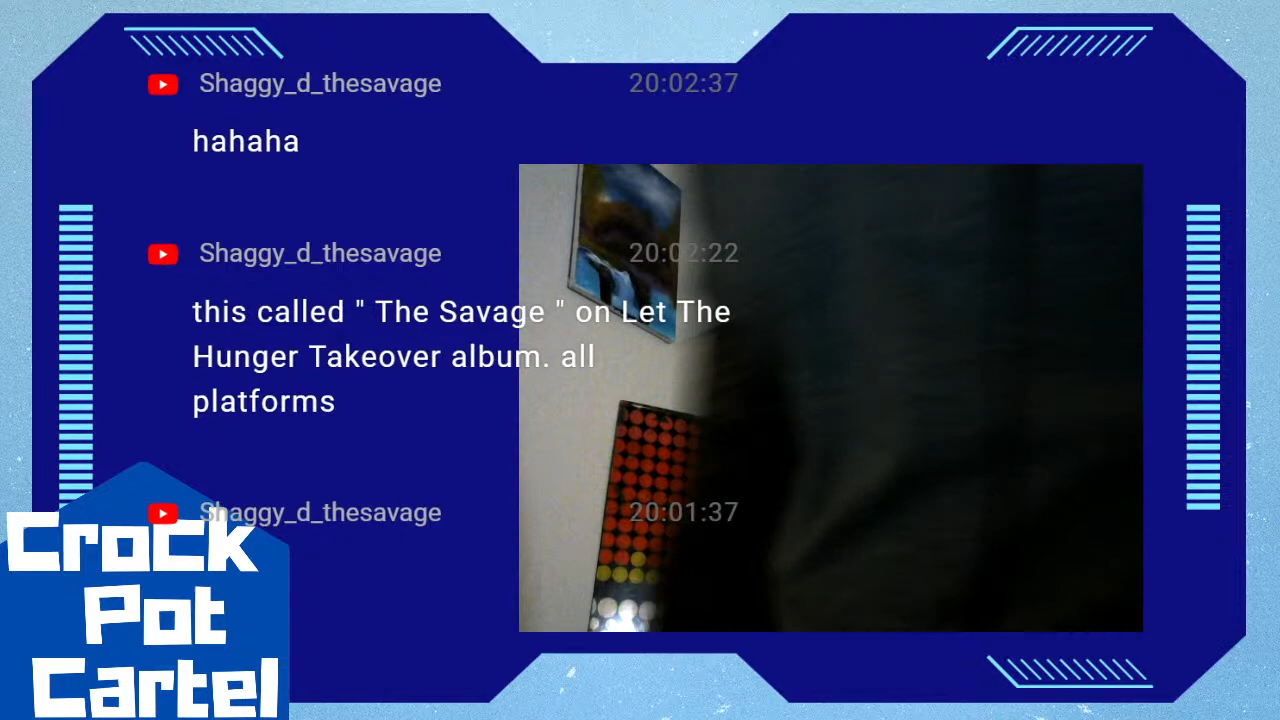 Shaggy_d_thesavage 20:02:37
hahaha
Shaggy_d_thesavage 20:02:22
this called " The Savage " on Let The
Hunger Takeover album. all
platforms
Shaggy_d_thesavage 20:01:37
Crock
Pot
Cartel